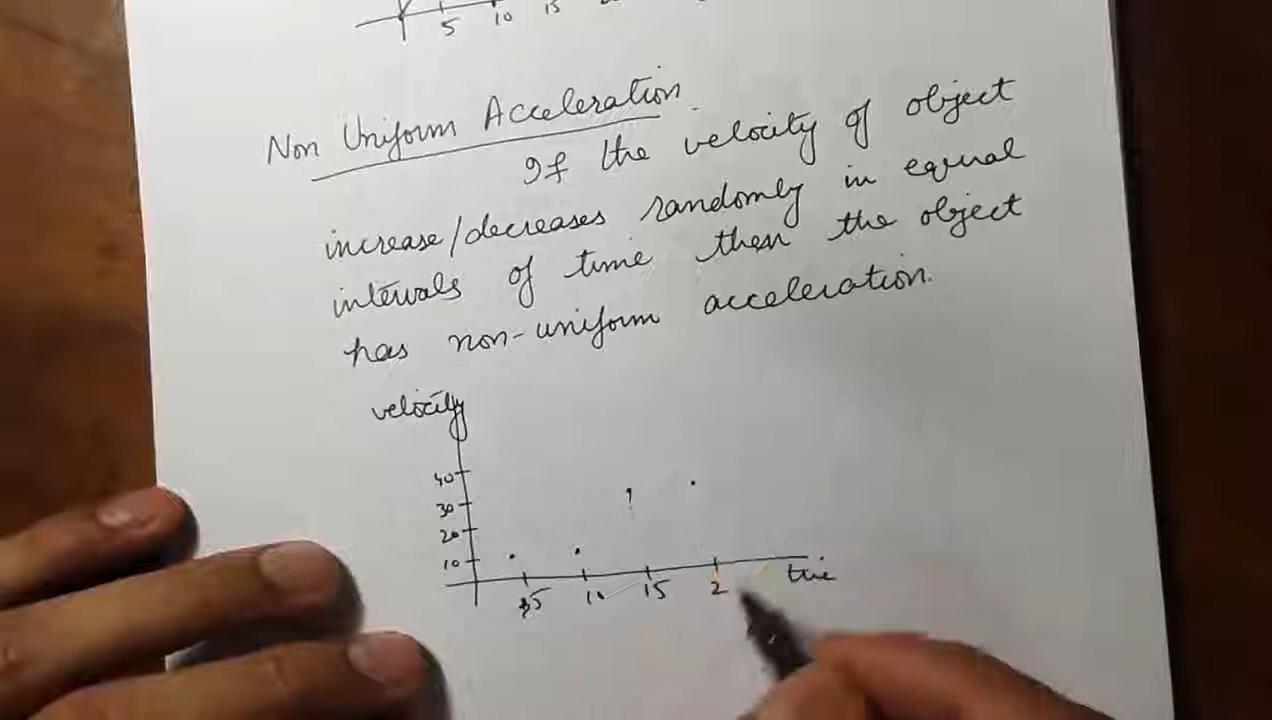 5 10 15
Non Uniform Acceleration
If the velocity of object
increase/decreases randomly in equal
intervals of time then the object
has non-uniform acceleration.
velocity
40
30
20
10
5 10 15 2